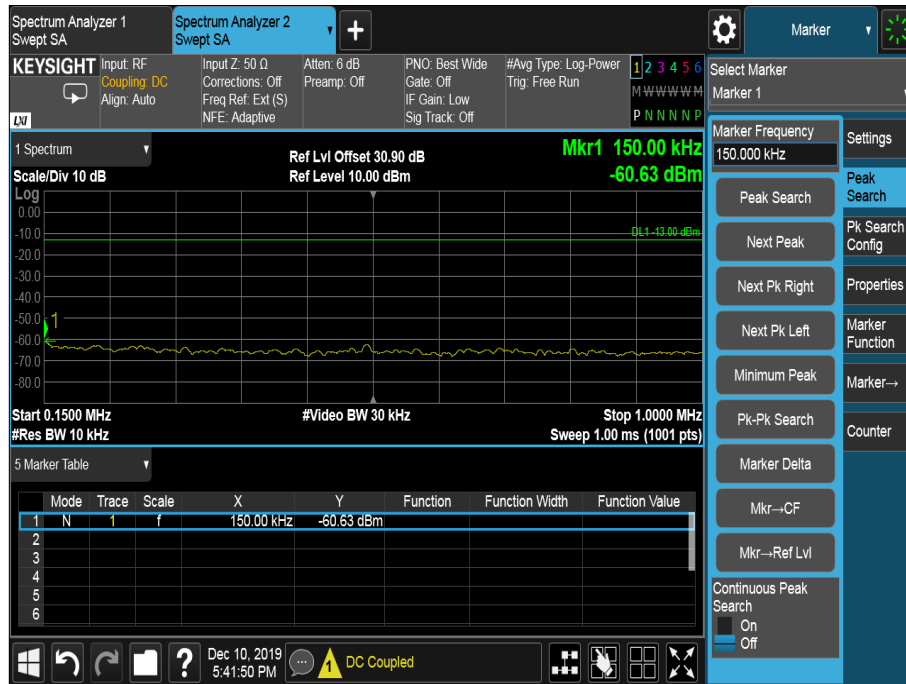 Spectrum Analyzer 1
Swept SA
Spectrum Analyzer 2
Swept SA
Marker
KEYSIGHT
LXI
Input: RF
Coupling: DC
Align: Auto
Input Z: 50 Ω
Corrections: Off
Freq Ref: Ext (S)
NFE: Adaptive
Atten: 6 dB
Preamp: Off
PNO: Best Wide
Gate: Off
IF Gain: Low
Sig Track: Off
#Avg Type: Log-Power
Trig: Free Run
1 2 3 4 5 6
M W W W W M
P N N N N P
Select Marker
Marker 1
1 Spectrum
Scale/Div 10 dB
Ref Lvl Offset 30.90 dB
Ref Level 10.00 dBm
Mkr1 150.00 kHz
-60.63 dBm
Log
0.00
-10.0
-20.0
-30.0
-40.0
-50.0
-60.0
-70.0
-80.0
DL1 -13.00 dBm
1
Start 0.1500 MHz
#Res BW 10 kHz
#Video BW 30 kHz
Stop 1.0000 MHz
Sweep 1.00 ms (1001 pts)
5 Marker Table
Mode Trace Scale X Y Function Function Width Function Value
1 N 1 f 150.00 kHz -60.63 dBm
2
3
4
5
6
Marker Frequency
150.000 kHz
Peak Search
Next Peak
Next Pk Right
Next Pk Left
Minimum Peak
Pk-Pk Search
Marker Delta
Mkr→CF
Mkr→Ref Lvl
Continuous Peak
Search
On
Off
Settings
Peak
Search
Pk Search
Config
Properties
Marker
Function
Marker→
Counter
Dec 10, 2019
5:41:50 PM
1
DC Coupled